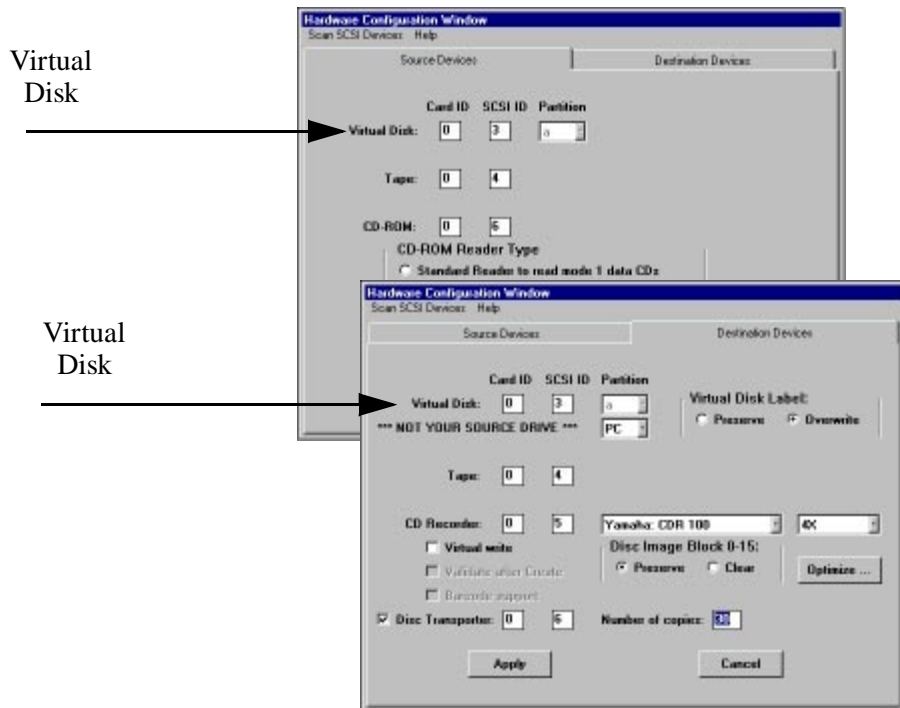 Virtual
Disk
Hardware Configuration Window
Scan SCSI Devices Help
Source Devices Destination Devices
Card ID SCSI ID Partition
Virtual Disk: 0 3 a
Tape: 0 4
CD-ROM: 0 6
CD-ROM Reader Type
Standard Reader to read mode 1 data CDs
Virtual
Disk
Hardware Configuration Window
Scan SCSI Devices Help
Source Devices Destination Devices
Card ID SCSI ID Partition
Virtual Disk: 0 3 a
Virtual Disk Label:
Preserve Overwrite
*** NOT YOUR SOURCE DRIVE *** PC
Tape: 0 4
CD Recorder: 0 5 Yamaha: CDR 100 4X
Virtual write
Disc Image Block 0-15:
Preserve Clear
Optimize ...
Validate after Create
Barcode support
Disc Transporter: 0 6 Number of copies:
Apply Cancel